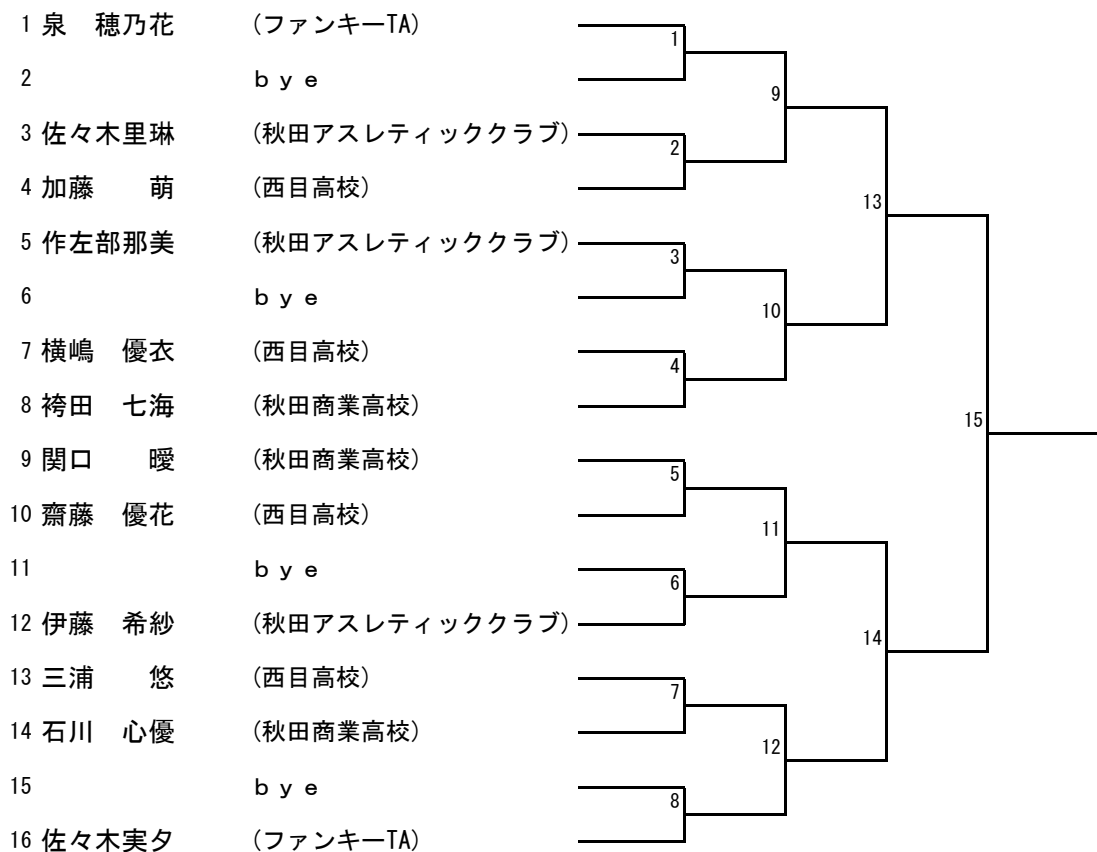 1 泉　穂乃花 (ファンキーTA)
1
2 ｂｙｅ
9
3 佐々木里琳 (秋田アスレティッククラブ)
2
4 加藤　　萌 (西目高校)
13
5 作左部那美 (秋田アスレティッククラブ)
3
6 ｂｙｅ
10
7 横嶋　優衣 (西目高校)
4
8 袴田　七海 (秋田商業高校)
15
9 関口　　曖 (秋田商業高校)
5
10 齋藤　優花 (西目高校)
11
11 ｂｙｅ
6
12 伊藤　希紗 (秋田アスレティッククラブ)
14
13 三浦　　悠 (西目高校)
7
14 石川　心優 (秋田商業高校)
12
15 ｂｙｅ
8
16 佐々木実夕 (ファンキーTA)